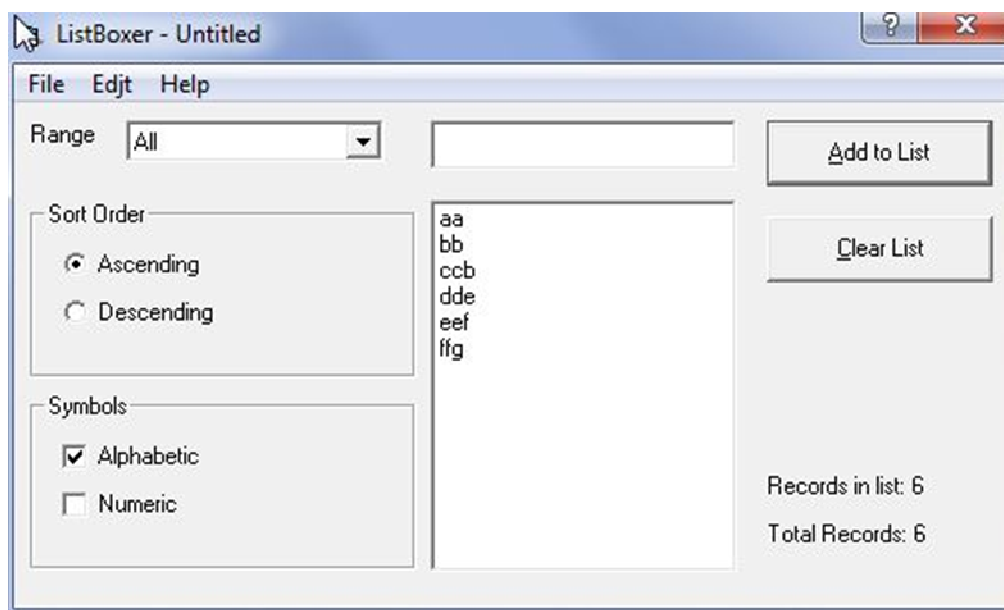 ListBoxer - Untitled
?
File Edjt Help
Range All
Add to List
Sort Order
Ascending
Descending
aa
bb
ccb
dde
eef
ffg
Clear List
Symbols
Alphabetic
Numeric
Records in list: 6
Total Records: 6